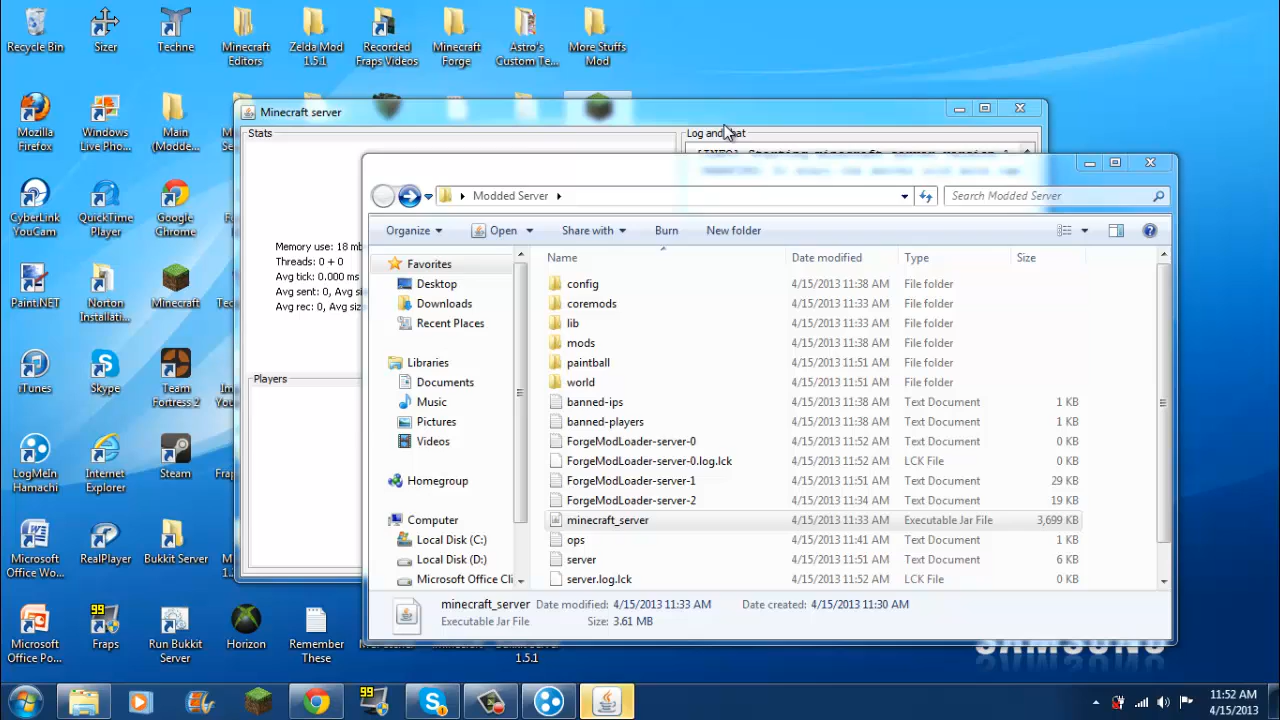 Recycle Bin
Sizer
Techne
Minecraft
Editors
Zelda Mod
1.5.1
Recorded
Fraps Videos
Minecraft
Forge
Astro's
Custom Te...
More Stuffs
Mod
Mozilla
Firefox
Windows
Live Pho...
Main
(Modde...
CyberLink
YouCam
QuickTime
Player
Google
Chrome
Paint.NET
Norton
Installati...
Minecraft
iTunes
Skype
Team
Fortress 2
LogMeIn
Hamachi
Internet
Explorer
Steam
Microsoft
Office Wo...
RealPlayer
Bukkit Server
Microsoft
Office Po...
99
Fraps
Run Bukkit
Server
Horizon
Remember
These
1.5.1
Minecraft server
Stats
Log and chat
Memory use: 18 mb
Threads: 0 + 0
Avg tick: 0.000 ms
Avg sent: 0, Avg si
Avg rec: 0, Avg size
Players
Modded Server
Search Modded Server
Organize
Open
Share with
Burn
New folder
Favorites
Desktop
Downloads
Recent Places
Libraries
Documents
Music
Pictures
Videos
Homegroup
Computer
Local Disk (C:)
Local Disk (D:)
Microsoft Office Cli
Name Date modified: Type Size
config 4/15/2013 11:38 AM File folder
coremods 4/15/2013 11:33 AM File folder
lib 4/15/2013 11:33 AM File folder
mods 4/15/2013 11:38 AM File folder
paintball 4/15/2013 11:51 AM File folder
world 4/15/2013 11:51 AM File folder
banned-ips 4/15/2013 11:38 AM Text Document 1 KB
banned-players 4/15/2013 11:38 AM Text Document 1 KB
ForgeModLoader-server-0 4/15/2013 11:52 AM Text Document 0 KB
ForgeModLoader-server-0.log.lck 4/15/2013 11:52 AM LCK File 0 KB
ForgeModLoader-server-1 4/15/2013 11:51 AM Text Document 29 KB
ForgeModLoader-server-2 4/15/2013 11:34 AM Text Document 19 KB
minecraft_server 4/15/2013 11:33 AM Executable Jar File 3,699 KB
ops 4/15/2013 11:41 AM Text Document 1 KB
server 4/15/2013 11:51 AM Text Document 6 KB
server.log.lck 4/15/2013 11:52 AM LCK File 0 KB
minecraft_server Date modified: 4/15/2013 11:33 AM Date created: 4/15/2013 11:30 AM
Executable Jar File Size: 3.61 MB
SAMSUNG
99
11:52 AM
4/15/2013